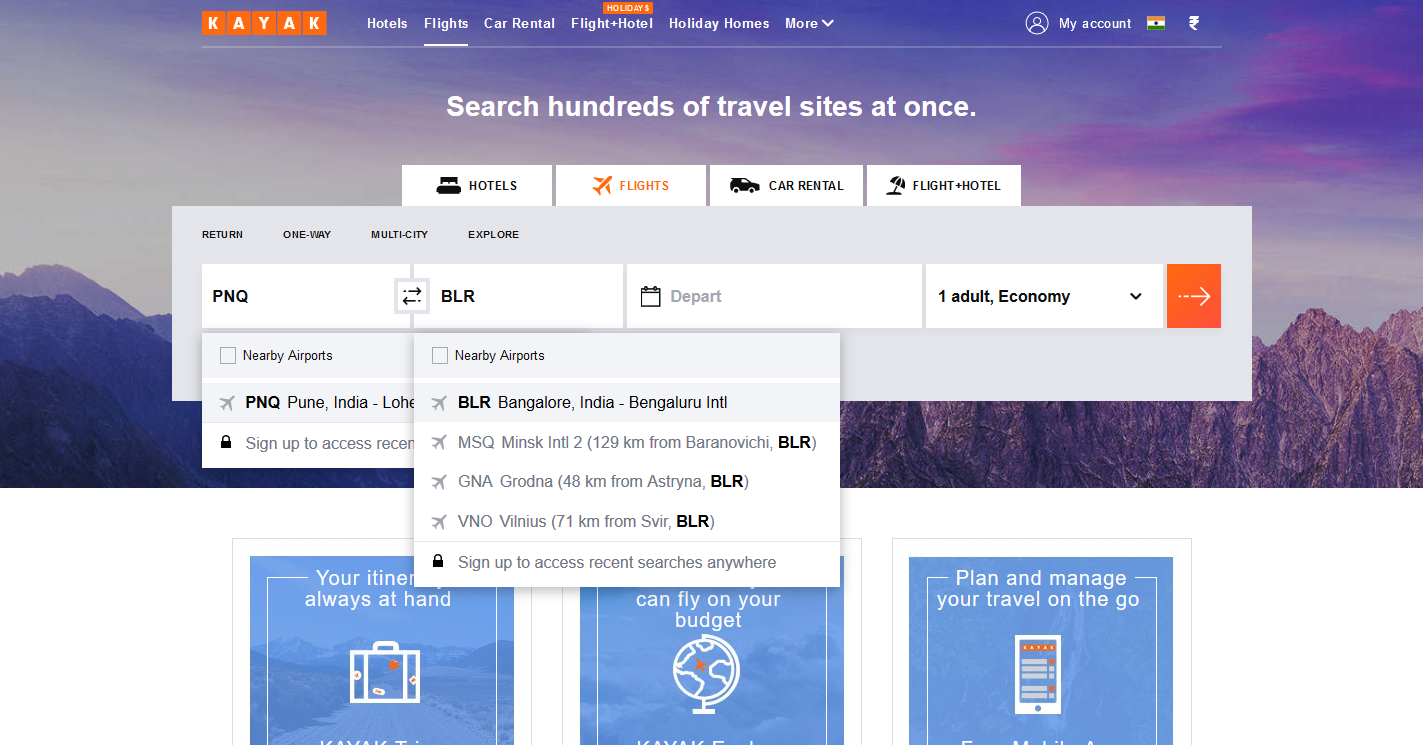 KAYAK
Hotels
Flights
Car Rental
HOLIDAYS
Flight+Hotel
Holiday Homes
More
My account
₹
Search hundreds of travel sites at once.
HOTELS
FLIGHTS
CAR RENTAL
FLIGHT+HOTEL
RETURN
ONE-WAY
MULTI-CITY
EXPLORE
PNQ
BLR
Depart
1 adult, Economy
Nearby Airports
PNQ Pune, India - Lohe
Sign up to access recen
Nearby Airports
BLR Bangalore, India - Bengaluru Intl
MSQ Minsk Intl 2 (129 km from Baranovichi, BLR)
GNA Grodna (48 km from Astryna, BLR)
VNO Vilnius (71 km from Svir, BLR)
Sign up to access recent searches anywhere
Your itiner
always at hand
can fly on your
budget
Plan and manage
your travel on the go
KAYAK